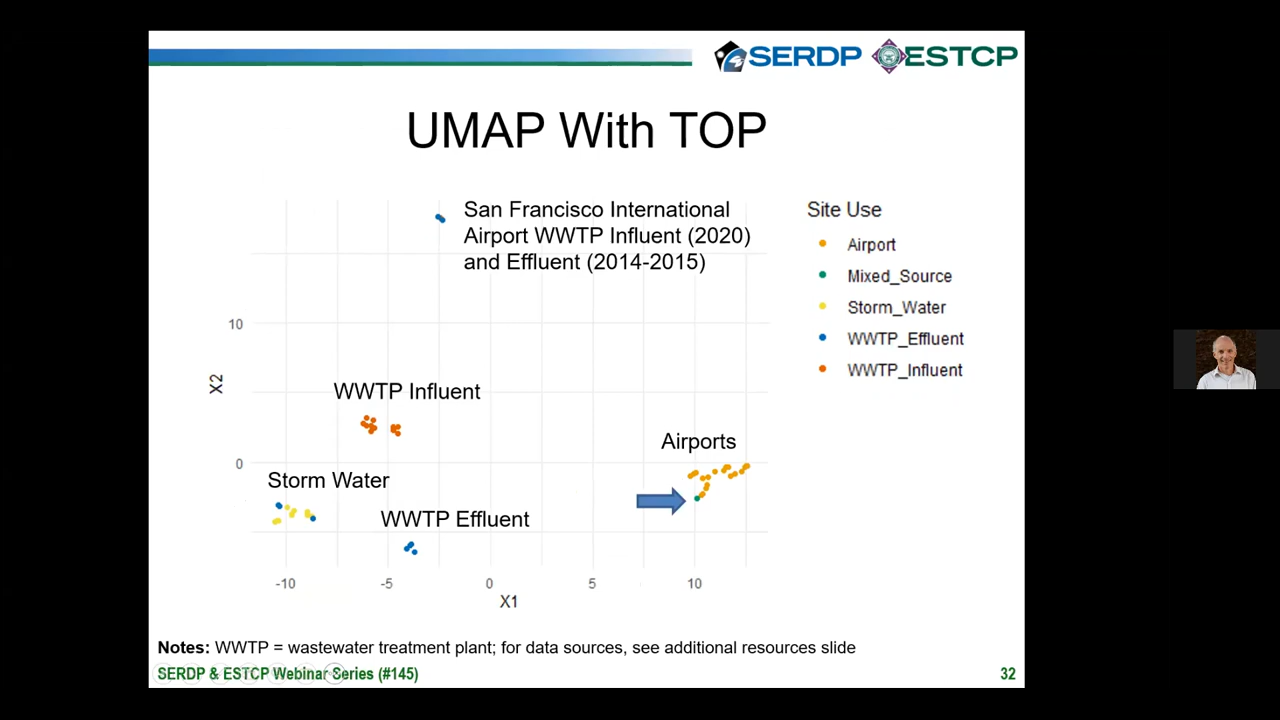 SERDP ESTCP
UMAP With TOP
San Francisco International
Airport WWTP Influent (2020)
and Effluent (2014-2015)
Site Use
Airport
Mixed_Source
Storm_Water
WWTP_Effluent
WWTP_Influent
10
X2
WWTP Influent
Airports
0
Storm Water
WWTP Effluent
-10 -5 0 5 10
X1
Notes: WWTP = wastewater treatment plant; for data sources, see additional resources slide
SERDP & ESTCP Webinar Series (#145) 32